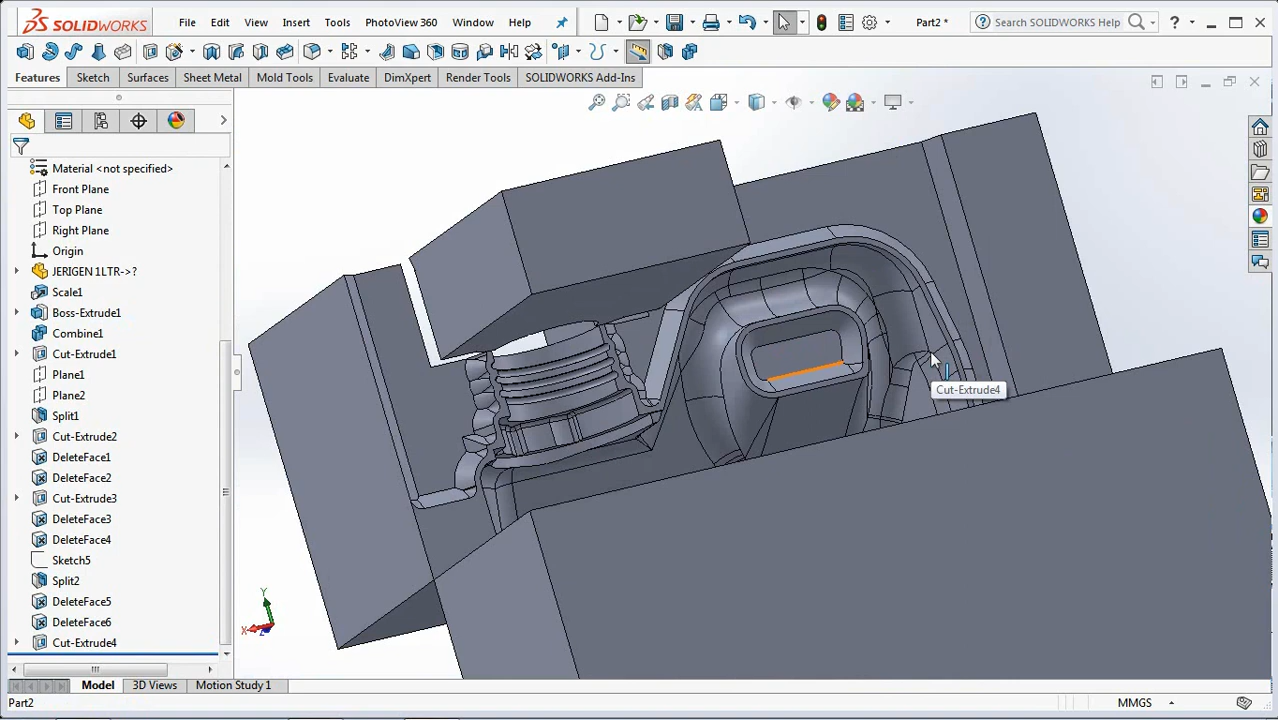 SOLIDWORKS File Edit View Insert Tools PhotoView 360 Window Help Part2 * Search SOLIDWORKS Help ?
Features Sketch Surfaces Sheet Metal Mold Tools Evaluate DimXpert Render Tools SOLIDWORKS Add-Ins
Material <not specified>
Front Plane
Top Plane
Right Plane
Origin
JERIGEN 1LTR->?
Scale1
Boss-Extrude1
Combine1
Cut-Extrude1
Plane1
Plane2
Split1
Cut-Extrude2
DeleteFace1
DeleteFace2
Cut-Extrude3
DeleteFace3
DeleteFace4
Sketch5
Split2
DeleteFace5
DeleteFace6
Cut-Extrude4
Cut-Extrude4
Y
X
Z
Model 3D Views Motion Study 1
Part2 MMGS